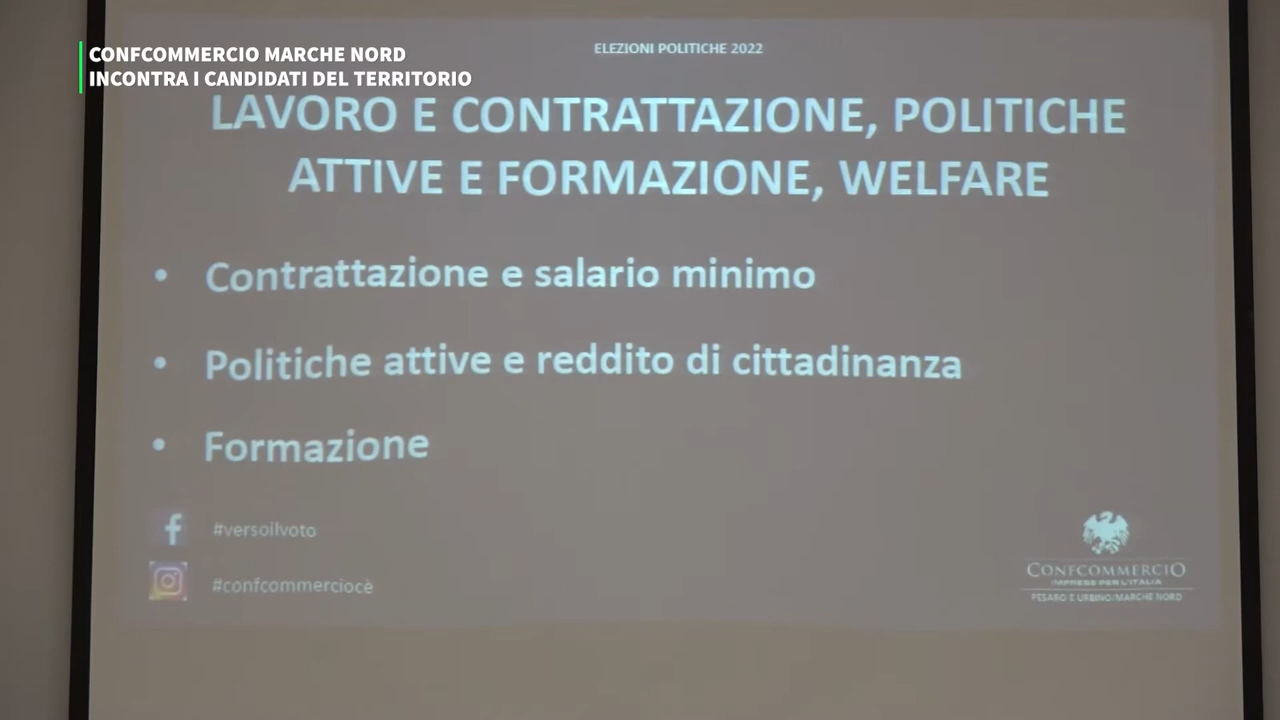 CONFCOMMERCIO MARCHE NORD
INCONTRA I CANDIDATI DEL TERRITORIO
ELEZIONI POLITICHE 2022
LAVORO E CONTRATTAZIONE, POLITICHE
ATTIVE E FORMAZIONE, WELFARE
• Contrattazione e salario minimo
• Politiche attive e reddito di cittadinanza
• Formazione
#versoilvoto
#confcommerciocè
CONFCOMMERCIO
IMPRESE PER L'ITALIA
PESARO E URBINO/MARCHE NORD